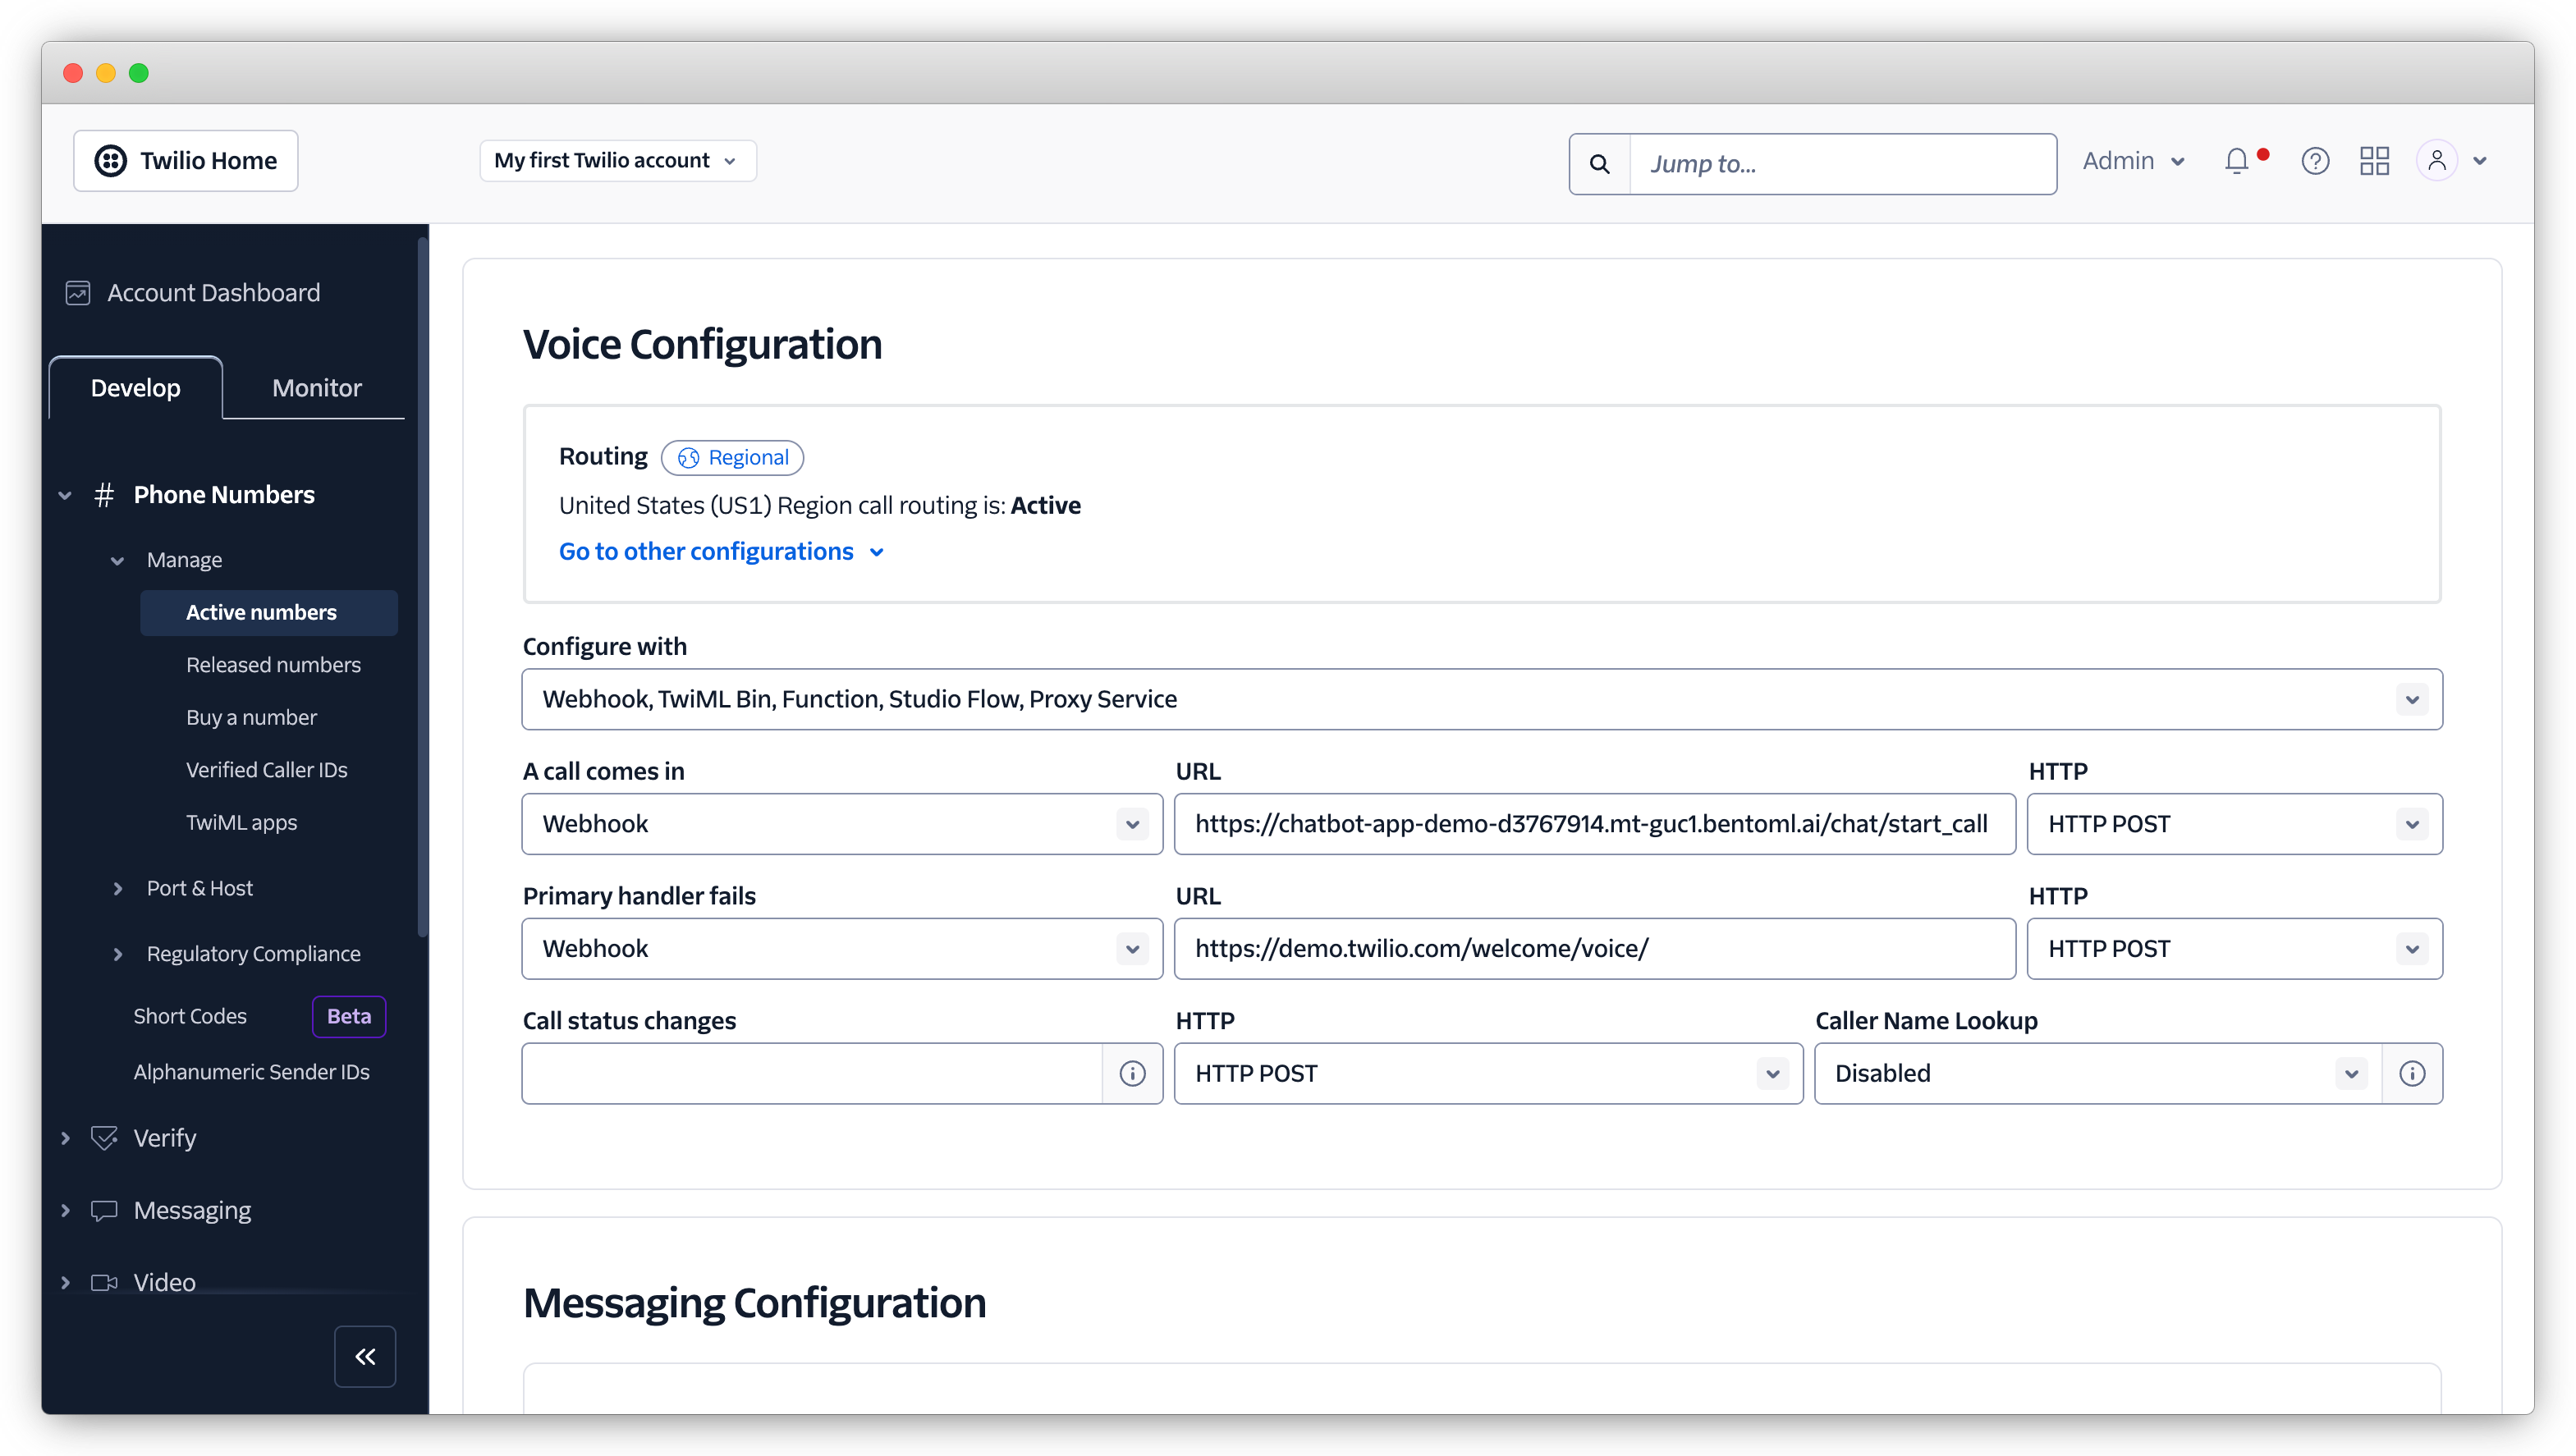 Twilio Home
My first Twilio account
Jump to...
Admin
Account Dashboard
Develop
Monitor
Phone Numbers
Manage
Active numbers
Released numbers
Buy a number
Verified Caller IDs
TwiML apps
Port & Host
Regulatory Compliance
Short Codes
Beta
Alphanumeric Sender IDs
Verify
Messaging
Video
Voice Configuration
Routing
Regional
United States (US1) Region call routing is: Active
Go to other configurations
Configure with
Webhook, TwiML Bin, Function, Studio Flow, Proxy Service
A call comes in
URL
HTTP
Webhook
https://chatbot-app-demo-d3767914.mt-guc1.bentoml.ai/chat/start_call
HTTP POST
Primary handler fails
URL
HTTP
Webhook
https://demo.twilio.com/welcome/voice/
HTTP POST
Call status changes
HTTP
Caller Name Lookup
HTTP POST
Disabled
Messaging Configuration